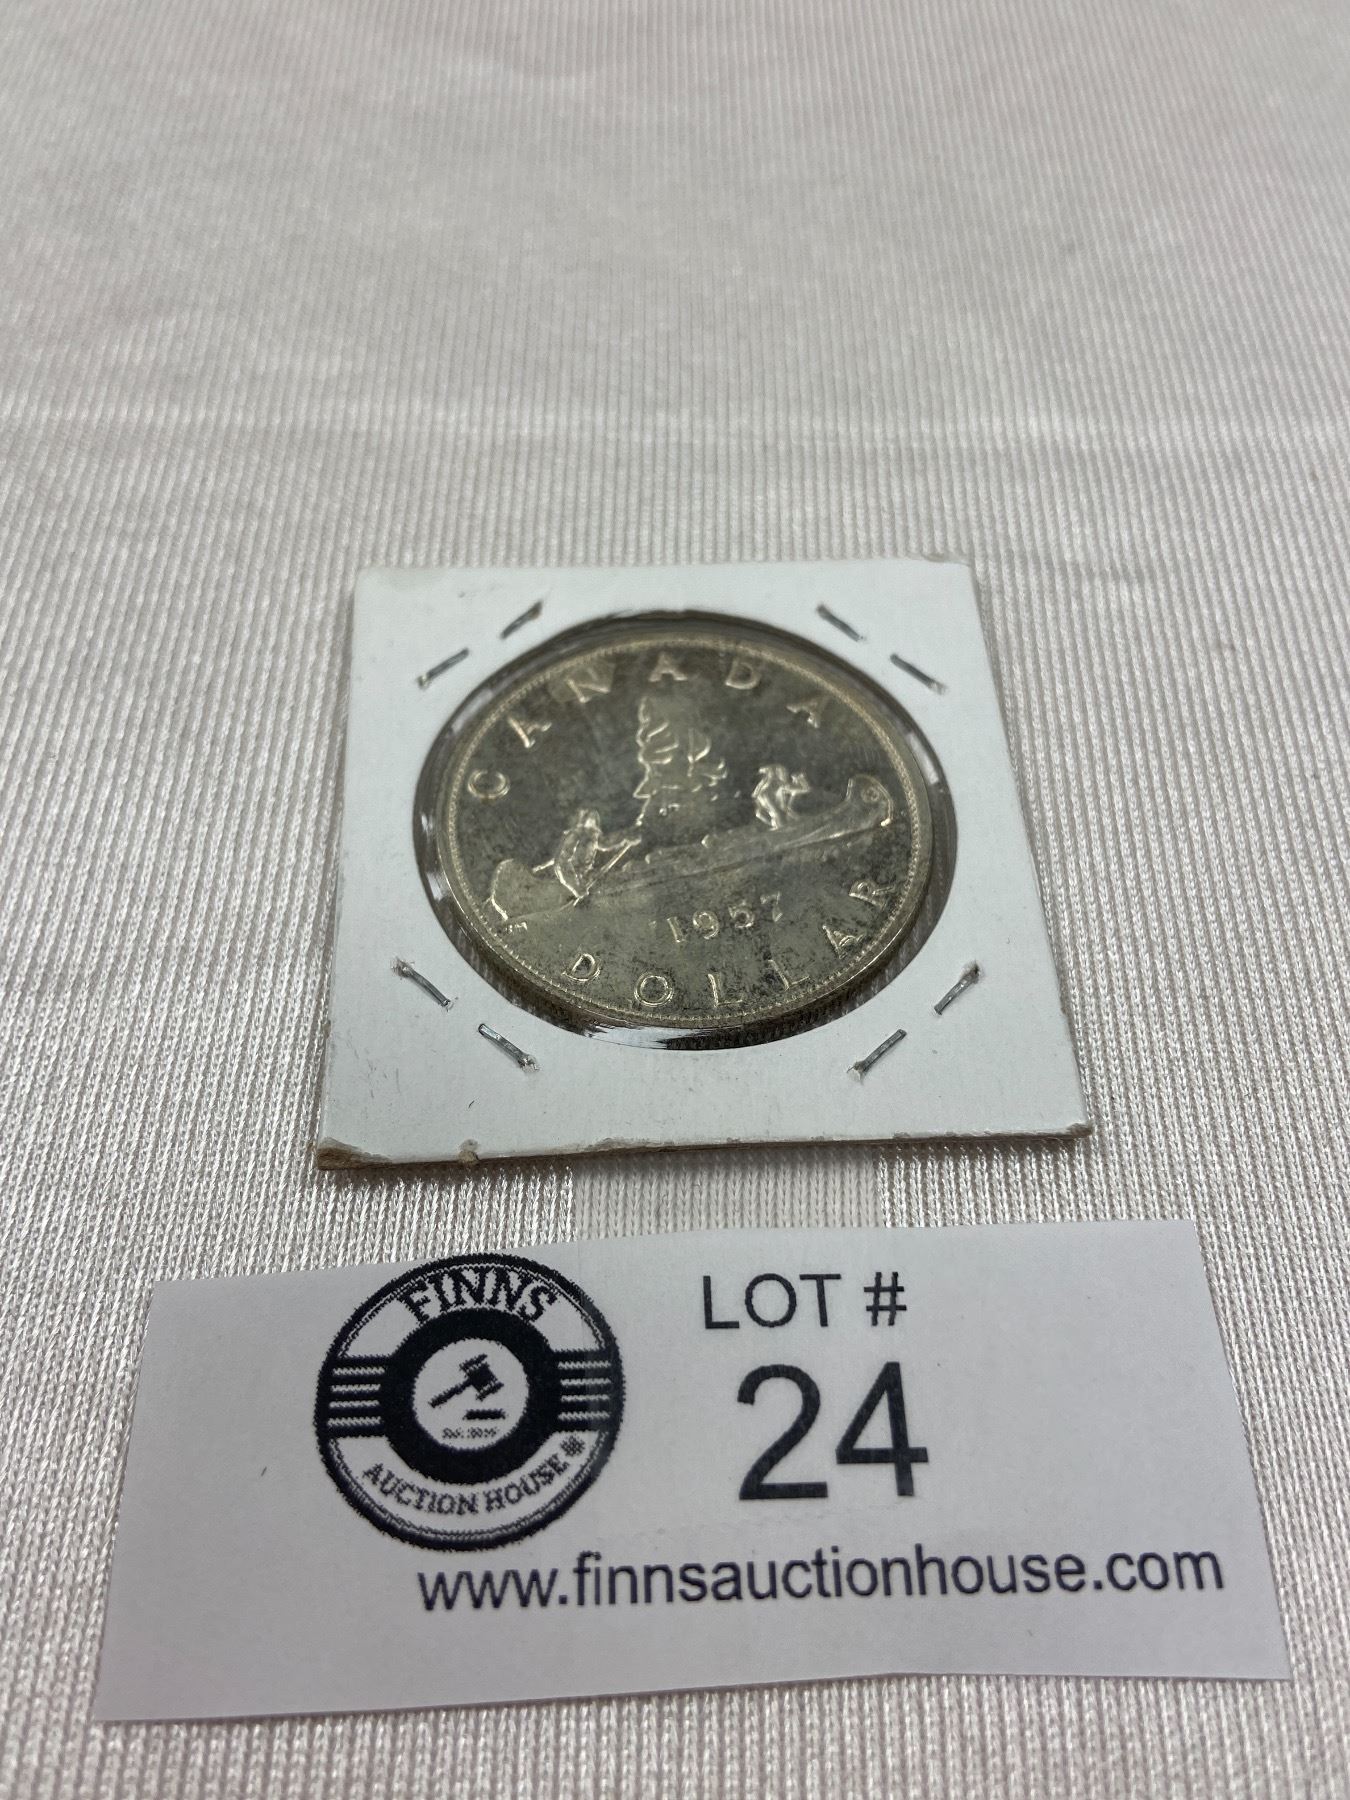 CANADA
1957
DOLLAR
FINNS
AUCTION HOUSE
LOT #
24
www.finnsauctionhouse.com